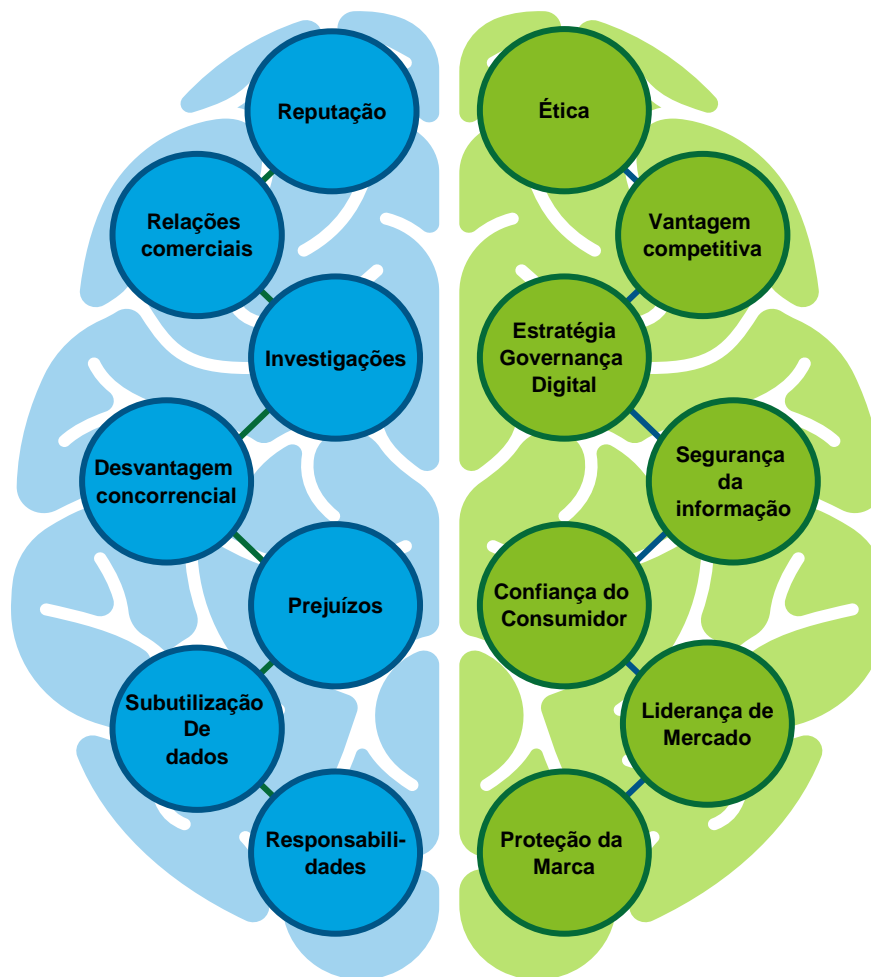 Reputação
Relações
comerciais
Investigações
Desvantagem
concorrencial
Prejuízos
Subutilização
De
dados
Responsabili-
dades
Ética
Vantagem
competitiva
Estratégia
Governança
Digital
Segurança
da
informação
Confiança do
Consumidor
Liderança de
Mercado
Proteção da
Marca